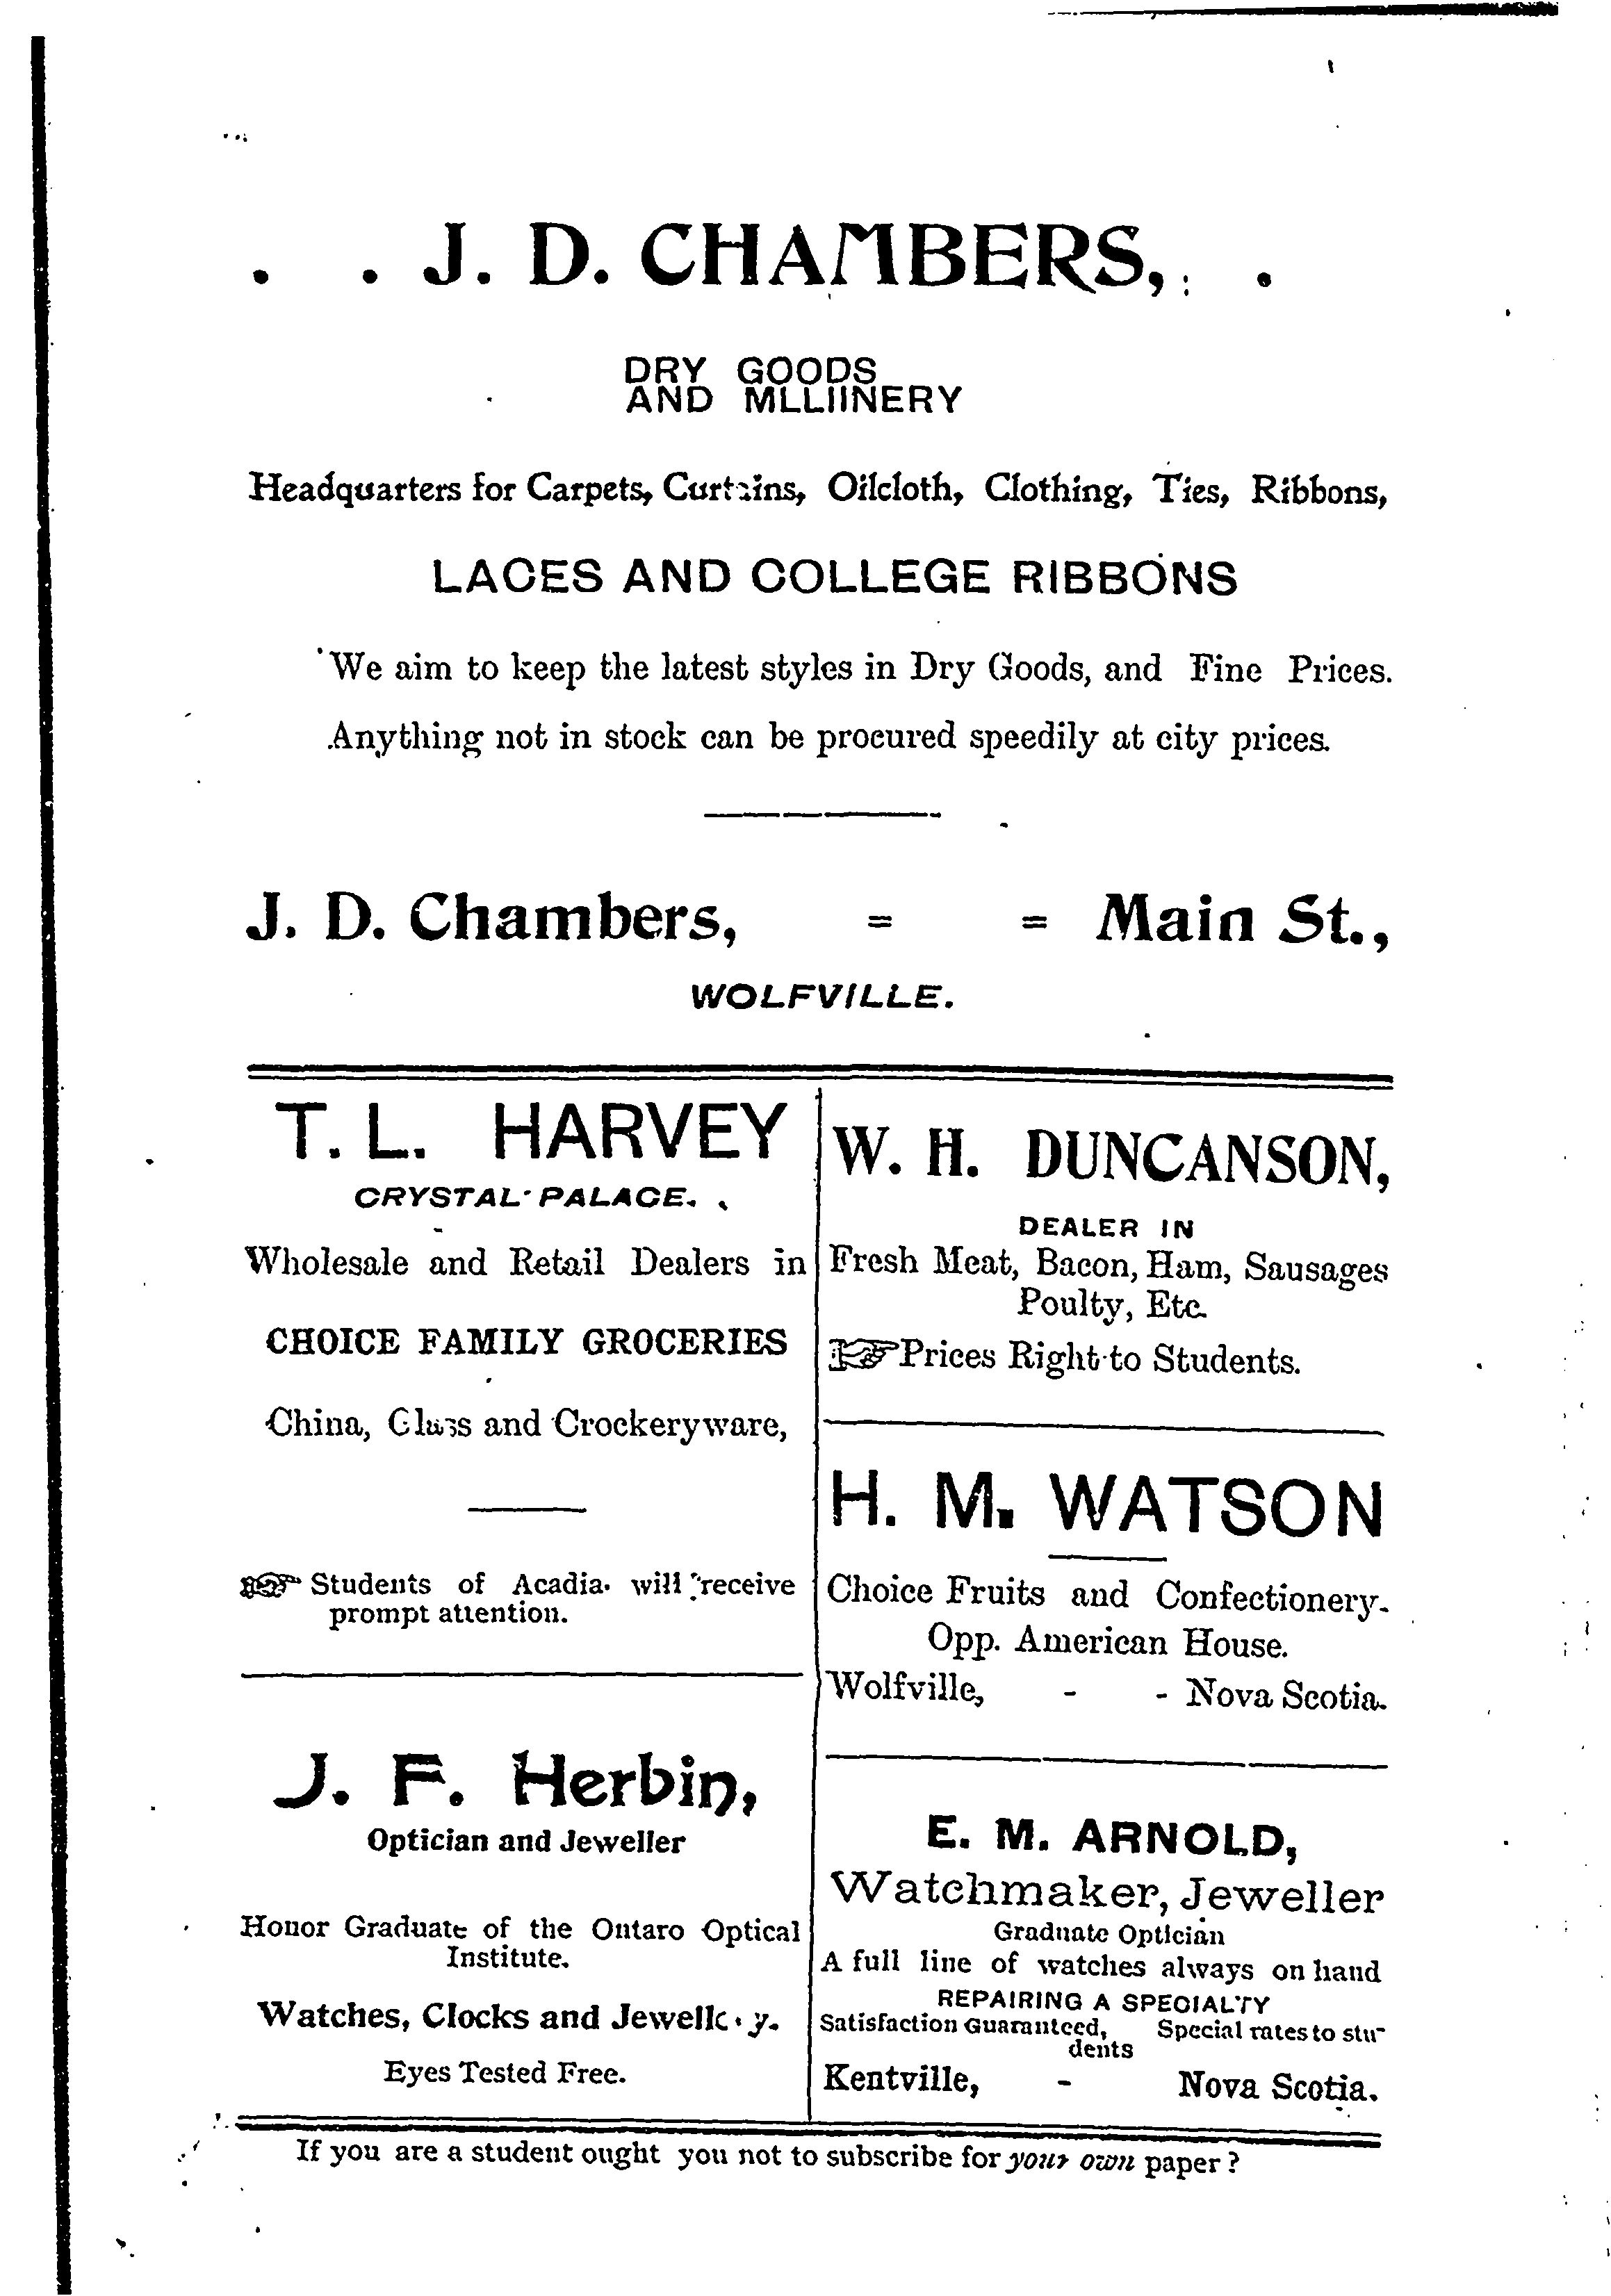 . . J. D. CHAMBERS, .
DRY GOODS
AND MLLIINERY
Headquarters for Carpets, Curtains, Oilcloth, Clothing, Ties, Ribbons,
LACES AND COLLEGE RIBBONS
We aim to keep the latest styles in Dry Goods, and Fine Prices.
Anything not in stock can be procured speedily at city prices.
J. D. Chambers, = = Main St.,
WOLFVILLE.
T. L. HARVEY
CRYSTAL PALACE.
Wholesale and Retail Dealers in
CHOICE FAMILY GROCERIES
China, Glass and Crockeryware,
☞ Students of Acadia will receive
prompt attention.
J. F. Herbin,
Optician and Jeweller
Honor Graduate of the Ontaro Optical
Institute.
Watches, Clocks and Jewellery.
Eyes Tested Free.
W. H. DUNCANSON,
DEALER IN
Fresh Meat, Bacon, Ham, Sausages
Poulty, Etc.
☞ Prices Right to Students.
H. M. WATSON
Choice Fruits and Confectionery.
Opp. American House.
Wolfville, - - Nova Scotia.
E. M. ARNOLD,
Watchmaker, Jeweller
Graduate Optician
A full line of watches always on hand
REPAIRING A SPECIALTY
Satisfaction Guaranteed, Special rates to stu-
dents
Kentville, - Nova Scotia.
If you are a student ought you not to subscribe for your own paper?